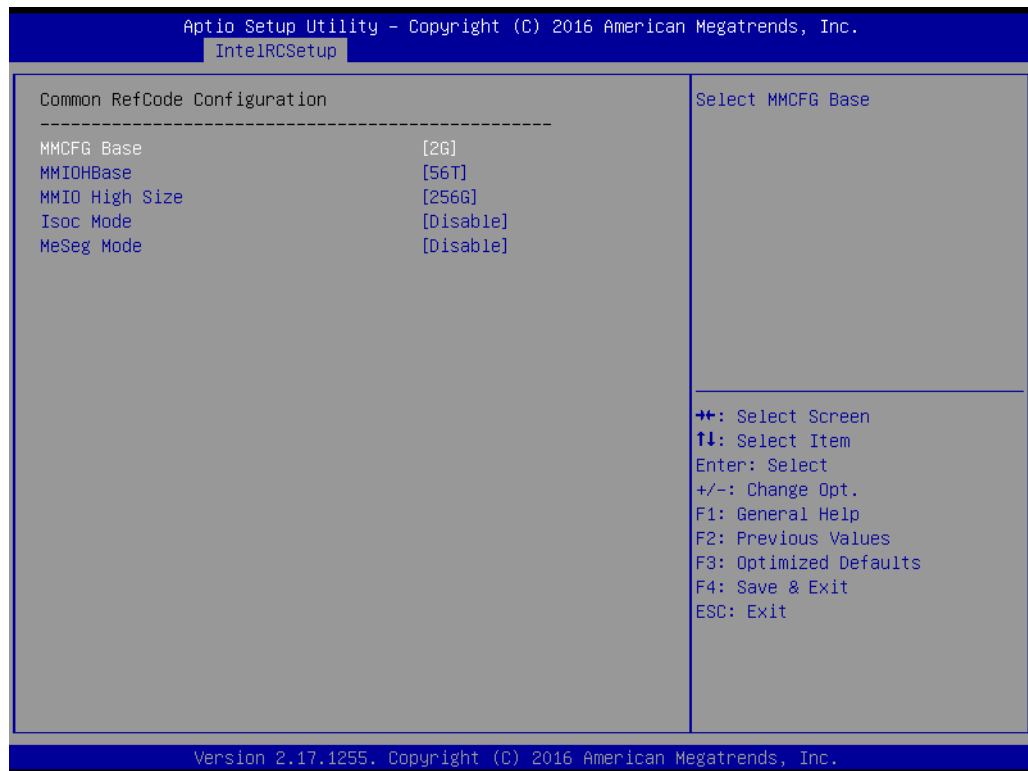 Aptio Setup Utility – Copyright (C) 2016 American Megatrends, Inc.
IntelRCSetup
Common RefCode Configuration
--------------------------------------------------
MMCFG Base [2G]
MMIOHBase [56T]
MMIO High Size [256G]
Isoc Mode [Disable]
MeSeg Mode [Disable]
Select MMCFG Base
→←: Select Screen
↑↓: Select Item
Enter: Select
+/-: Change Opt.
F1: General Help
F2: Previous Values
F3: Optimized Defaults
F4: Save & Exit
ESC: Exit
Version 2.17.1255. Copyright (C) 2016 American Megatrends, Inc.